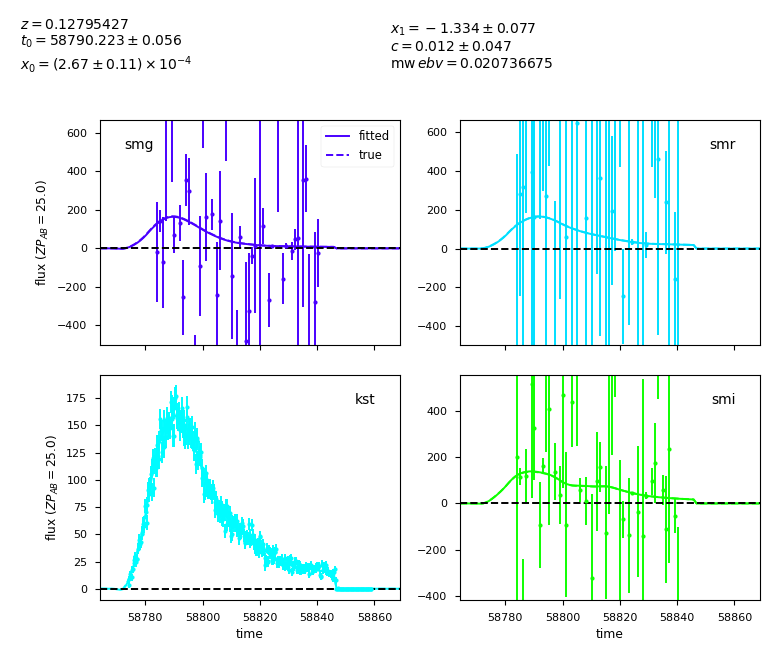 z = 0.12795427
t₀ = 58790.223 ± 0.056
x₀ = (2.67 ± 0.11) × 10⁻⁴
x₁ = −1.334 ± 0.077
c = 0.012 ± 0.047
mw ebv = 0.020736675
smg
fitted
true
600
400
200
0
−200
−400
flux (ZP_AB = 25.0)
smr
600
400
200
0
−200
−400
kst
175
150
125
100
75
50
25
0
flux (ZP_AB = 25.0)
58780 58800 58820 58840 58860
time
smi
400
200
0
−200
−400
58780 58800 58820 58840 58860
time